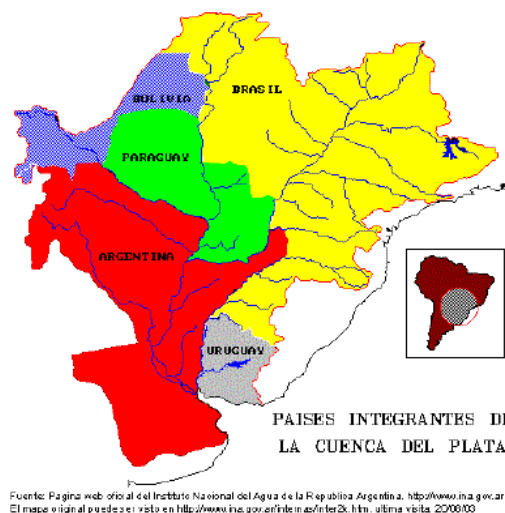 BOLIVIA
BRASIL
PARAGUAY
ARGENTINA
URUGUAY
PAISES INTEGRANTES DE
LA CUENCA DEL PLATA
Fuente: Pagina web oficial del Instituto Nacional del Agua de la Republica Argentina. http://www.ina.gov.ar
El mapa original puede ser visto en http://www.ina.gov.ar/internas/inter2k.htm, ultima visita, 20/08/03